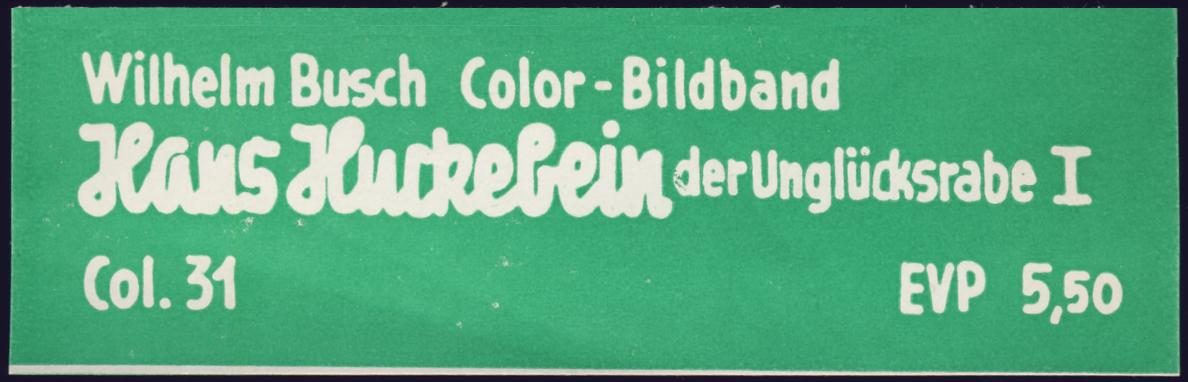 Wilhelm Busch Color-Bildband
Hans Huckebein der Unglücksrabe I
Col. 31 EVP 5,50